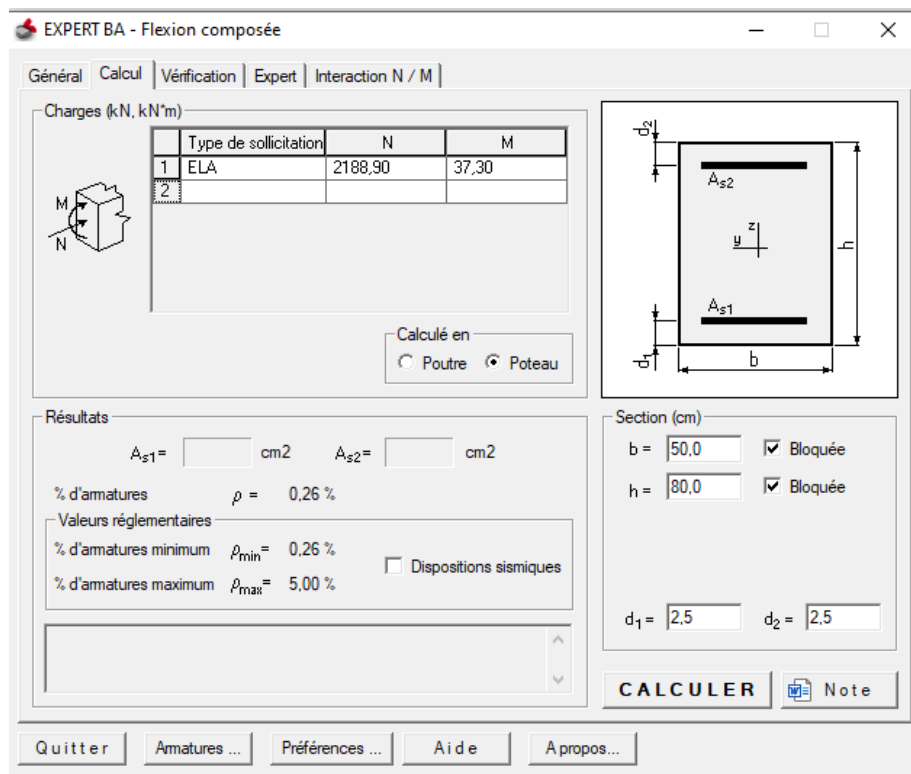 EXPERT BA - Flexion composée
Général Calcul Vérification Expert Interaction N / M
Charges (kN, kN*m)
Type de sollicitation N M
1 ELA 2188,90 37,30
2
M
N
Calculé en
Poutre Poteau
d2
As2
z
y
h
As1
d1
b
Résultats
As1= cm2 As2= cm2
% d'armatures ρ = 0,26 %
Valeurs réglementaires
% d'armatures minimum ρmin= 0,26 %
% d'armatures maximum ρmax= 5,00 %
Dispositions sismiques
Section (cm)
b = 50,0 Bloquée
h = 80,0 Bloquée
d1 = 2,5 d2 = 2,5
CALCULER Note
Quitter Armatures ... Préférences ... Aide A propos...